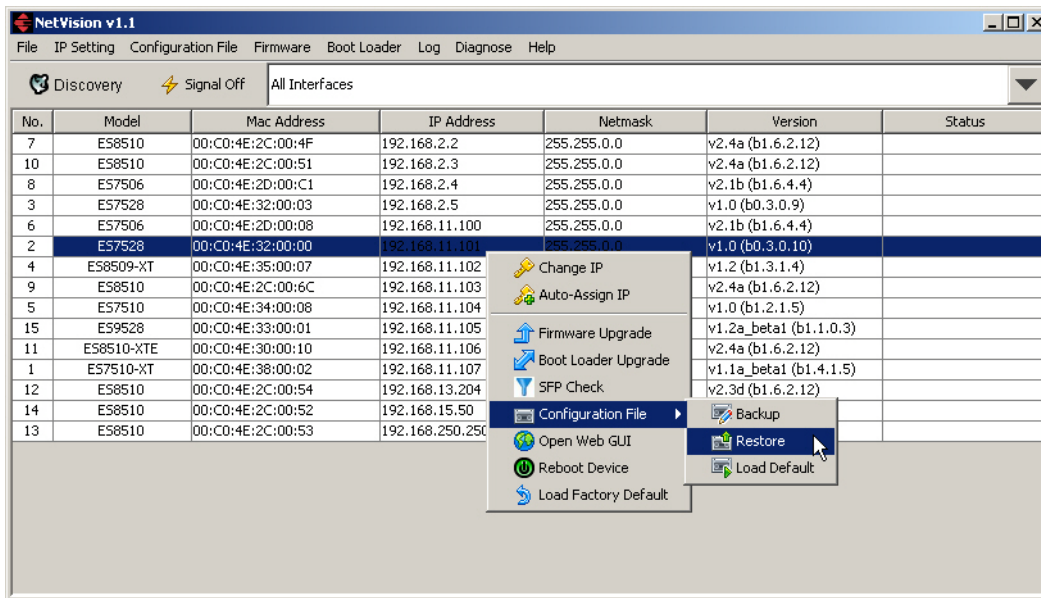 NetVision v1.1
File IP Setting Configuration File Firmware Boot Loader Log Diagnose Help
Discovery Signal Off All Interfaces
No. Model Mac Address IP Address Netmask Version Status
7 ES8510 00:C0:4E:2C:00:4F 192.168.2.2 255.255.0.0 v2.4a (b1.6.2.12)
10 ES8510 00:C0:4E:2C:00:51 192.168.2.3 255.255.0.0 v2.4a (b1.6.2.12)
8 ES7506 00:C0:4E:2D:00:C1 192.168.2.4 255.255.0.0 v2.1b (b1.6.4.4)
3 ES7528 00:C0:4E:32:00:03 192.168.2.5 255.255.0.0 v1.0 (b0.3.0.9)
6 ES7506 00:C0:4E:2D:00:08 192.168.11.100 255.255.0.0 v2.1b (b1.6.4.4)
2 ES7528 00:C0:4E:32:00:00 192.168.11.101 255.255.0.0 v1.0 (b0.3.0.10)
4 ES8509-XT 00:C0:4E:35:00:07 192.168.11.102 Change IP v1.2 (b1.3.1.4)
9 ES8510 00:C0:4E:2C:00:6C 192.168.11.103 Auto-Assign IP v2.4a (b1.6.2.12)
5 ES7510 00:C0:4E:34:00:08 192.168.11.104 v1.0 (b1.2.1.5)
15 ES9528 00:C0:4E:33:00:01 192.168.11.105 Firmware Upgrade v1.2a_beta1 (b1.1.0.3)
11 ES8510-XTE 00:C0:4E:30:00:10 192.168.11.106 Boot Loader Upgrade v2.4a (b1.6.2.12)
1 ES7510-XT 00:C0:4E:38:00:02 192.168.11.107 v1.1a_beta1 (b1.4.1.5)
12 ES8510 00:C0:4E:2C:00:54 192.168.13.204 SFP Check v2.3d (b1.6.2.12)
14 ES8510 00:C0:4E:2C:00:52 192.168.15.50 Configuration File Backup
13 ES8510 00:C0:4E:2C:00:53 192.168.250.250 Open Web GUI Restore
Reboot Device Load Default
Load Factory Default